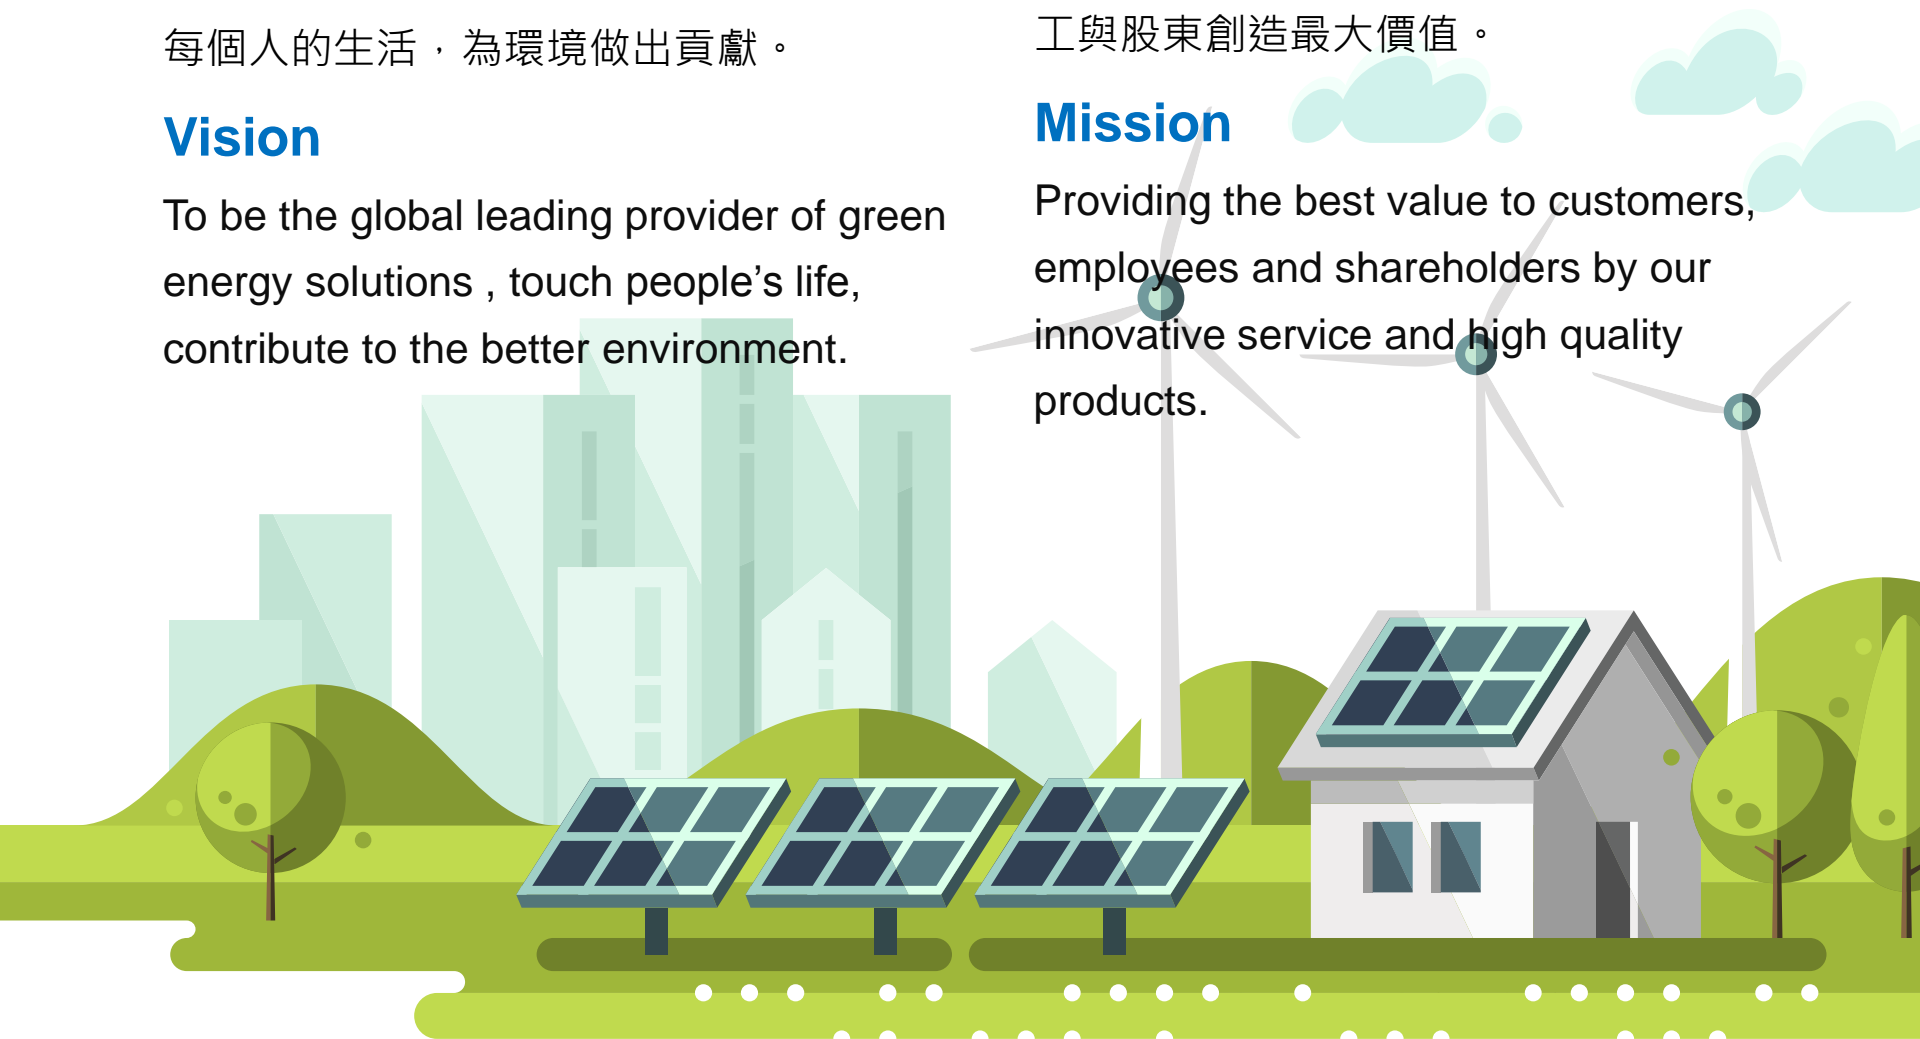 每個人的生活，為環境做出貢獻。
Vision
To be the global leading provider of green
energy solutions , touch people’s life,
contribute to the better environment.
工與股東創造最大價值。
Mission
Providing the best value to customers,
employees and shareholders by our
innovative service and high quality
products.